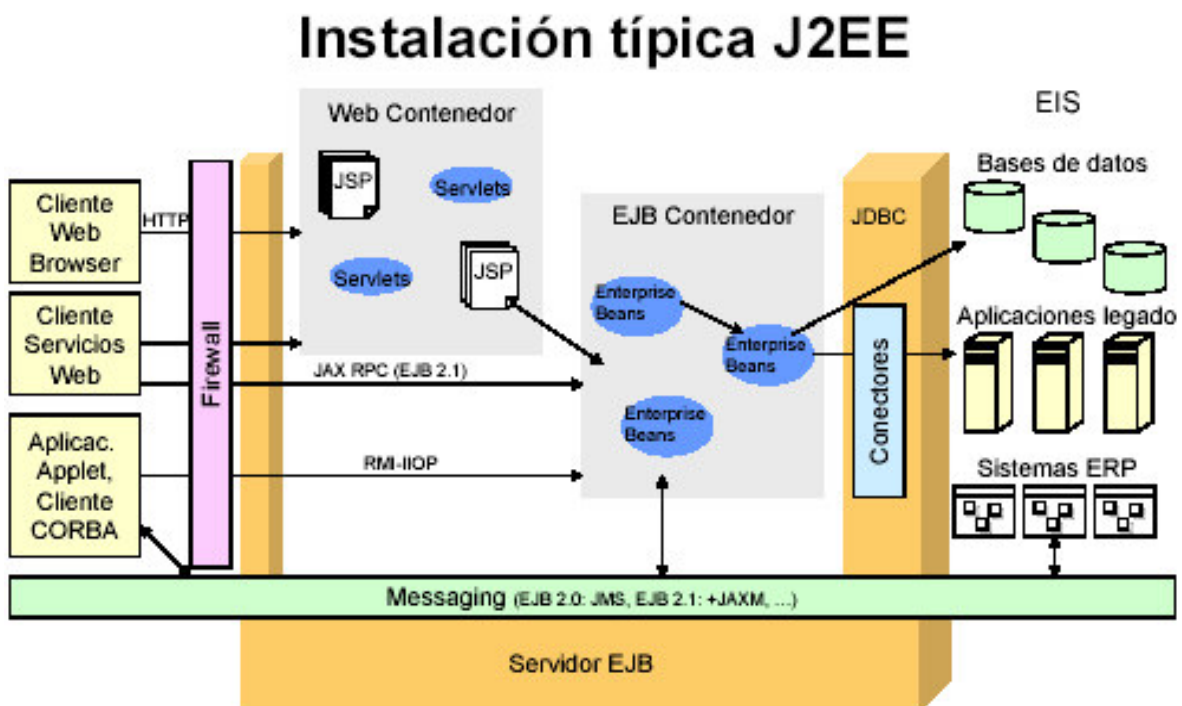 Instalación típica J2EE
Web Contenedor
JSP
Servlets
Servlets
JSP
EIS
Bases de datos
Cliente
Web
Browser
HTTP
Firewall
EJB Contenedor
JDBC
Enterprise
Beans
Enterprise
Beans
Enterprise
Beans
Cliente
Servicios
Web
JAX RPC (EJB 2.1)
Aplicaciones legado
Conectores
Aplicac.
Applet,
Cliente
CORBA
RMI-IIOP
Sistemas ERP
Messaging (EJB 2.0: JMS, EJB 2.1: +JAXM, ...)
Servidor EJB